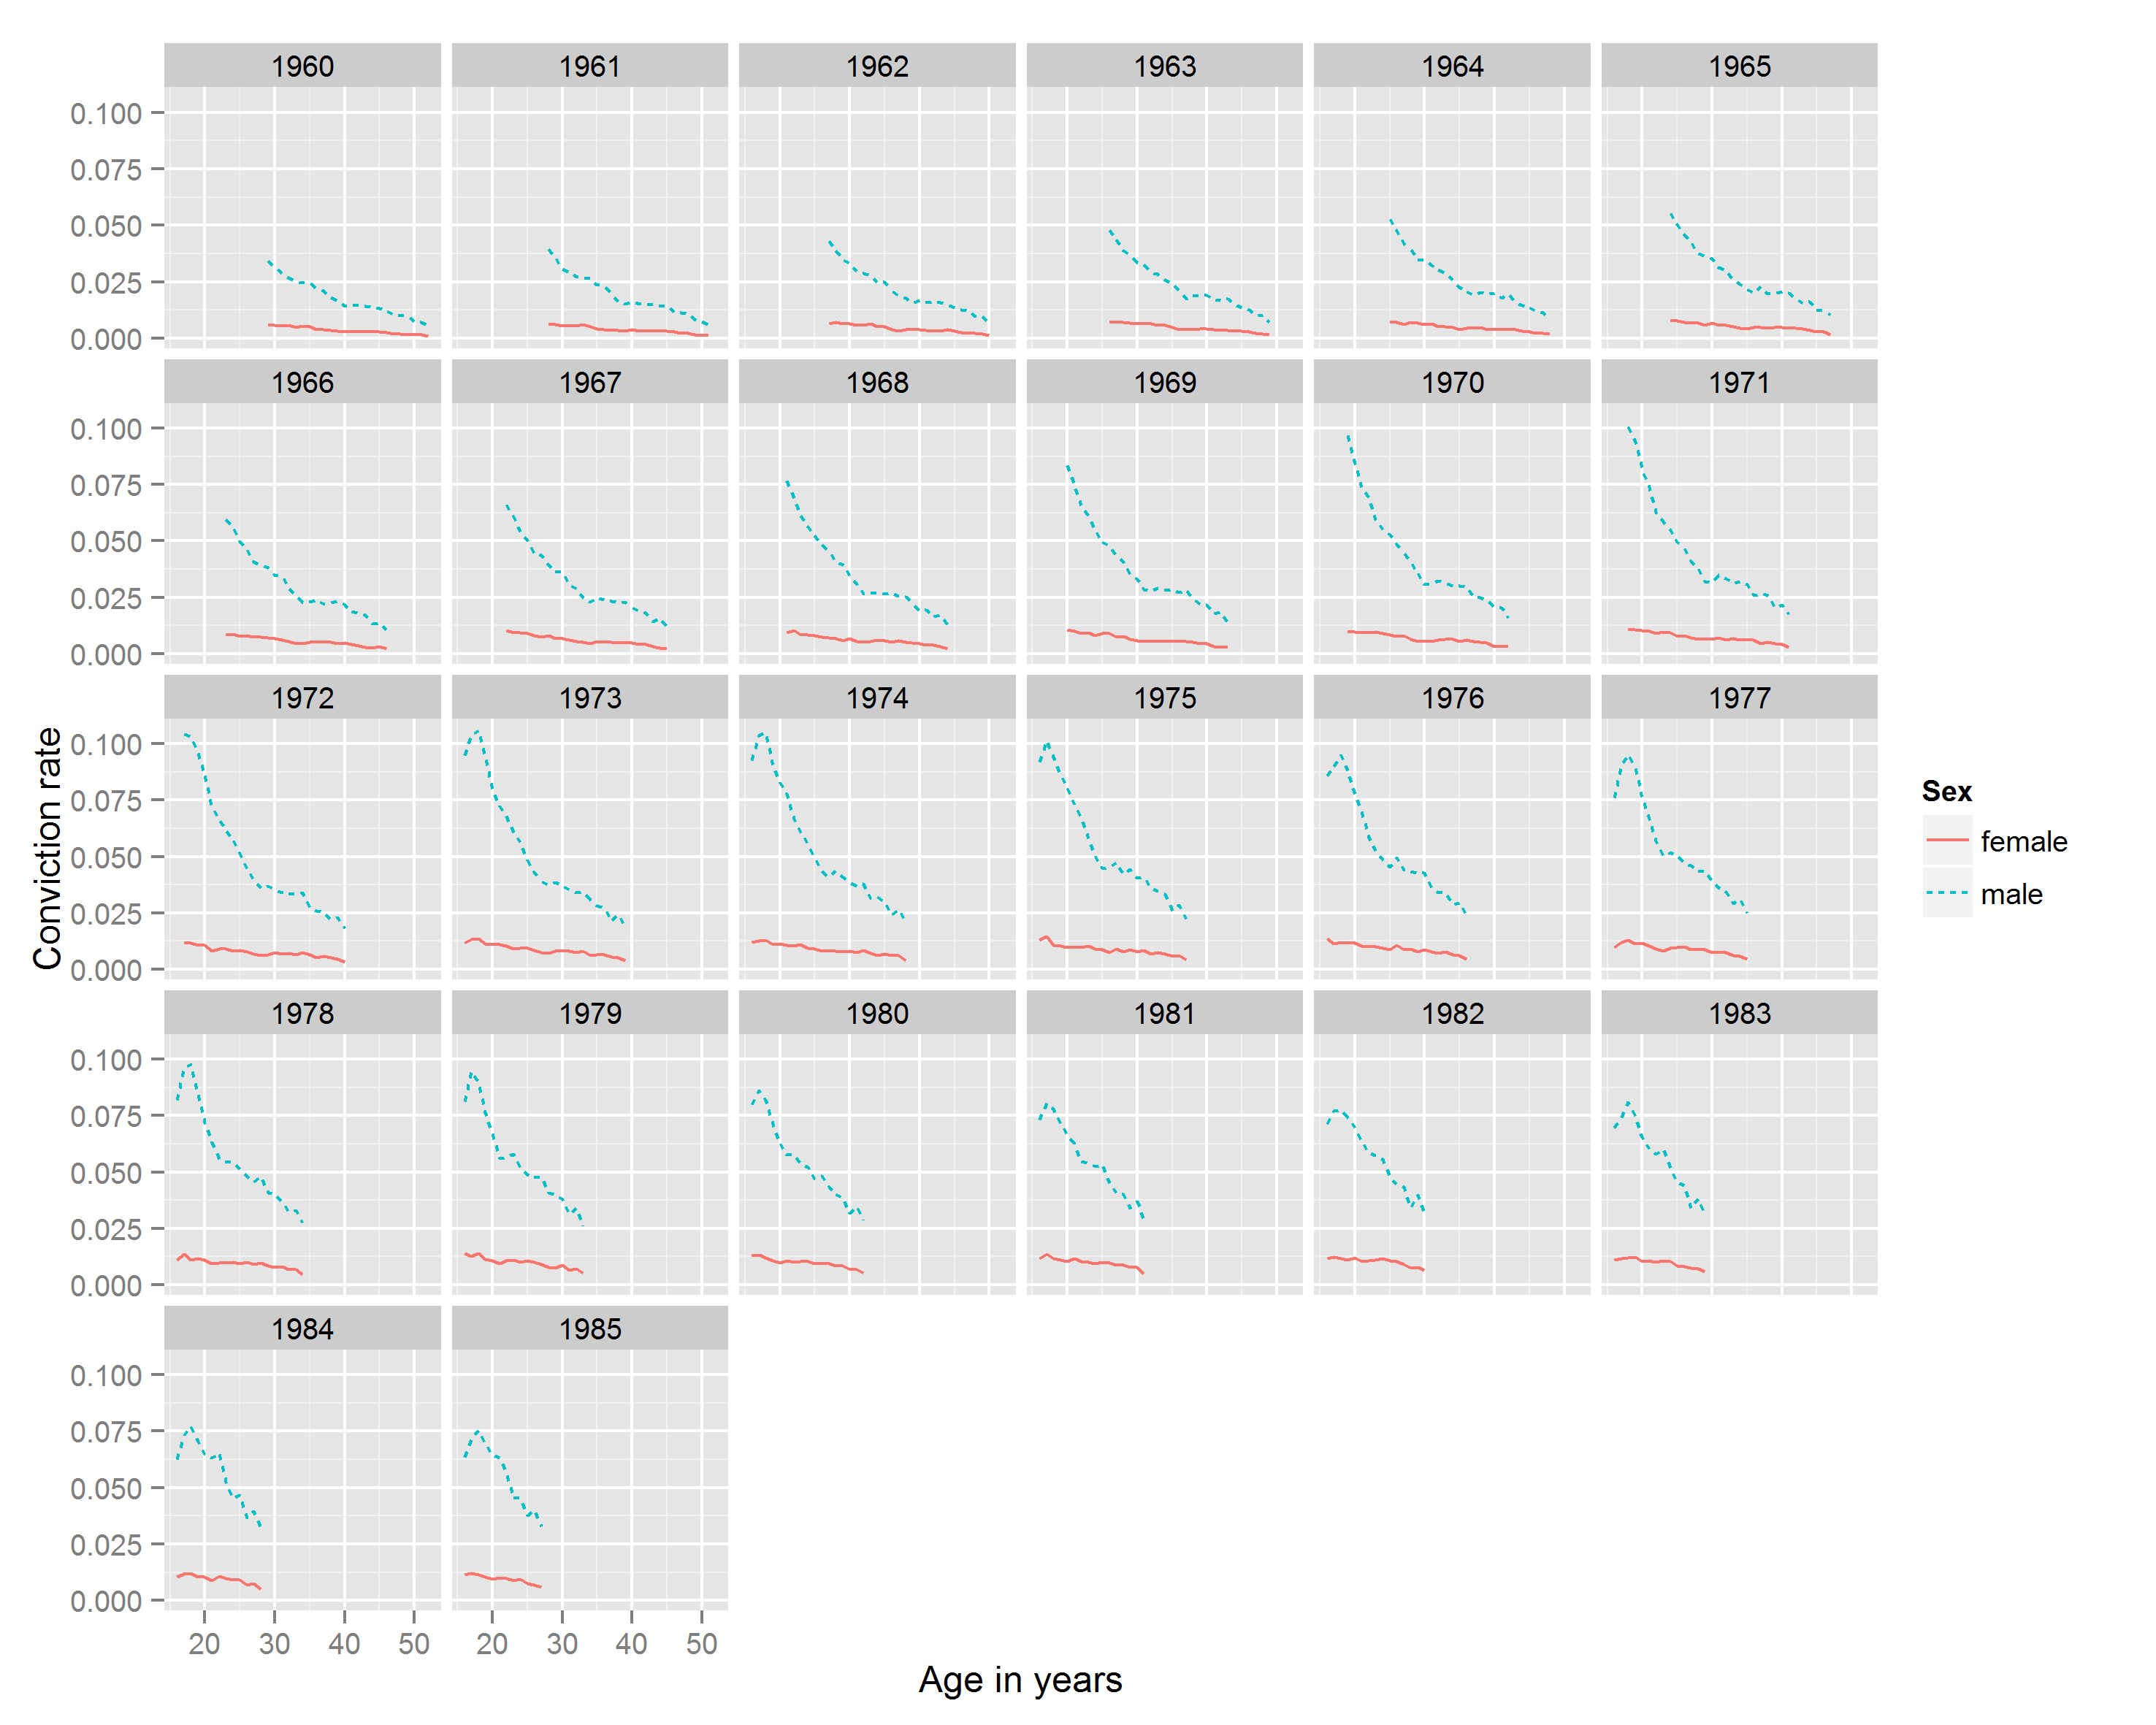 1960 1961 1962 1963 1964 1965
0.100
0.075
0.050
0.025
0.000
1966 1967 1968 1969 1970 1971
0.100
0.075
0.050
0.025
0.000
1972 1973 1974 1975 1976 1977
0.100
0.075
0.050
0.025
0.000
1978 1979 1980 1981 1982 1983
0.100
0.075
0.050
0.025
0.000
1984 1985
0.100
0.075
0.050
0.025
0.000
20 30 40 50 20 30 40 50
Age in years
Conviction rate
Sex
female
male